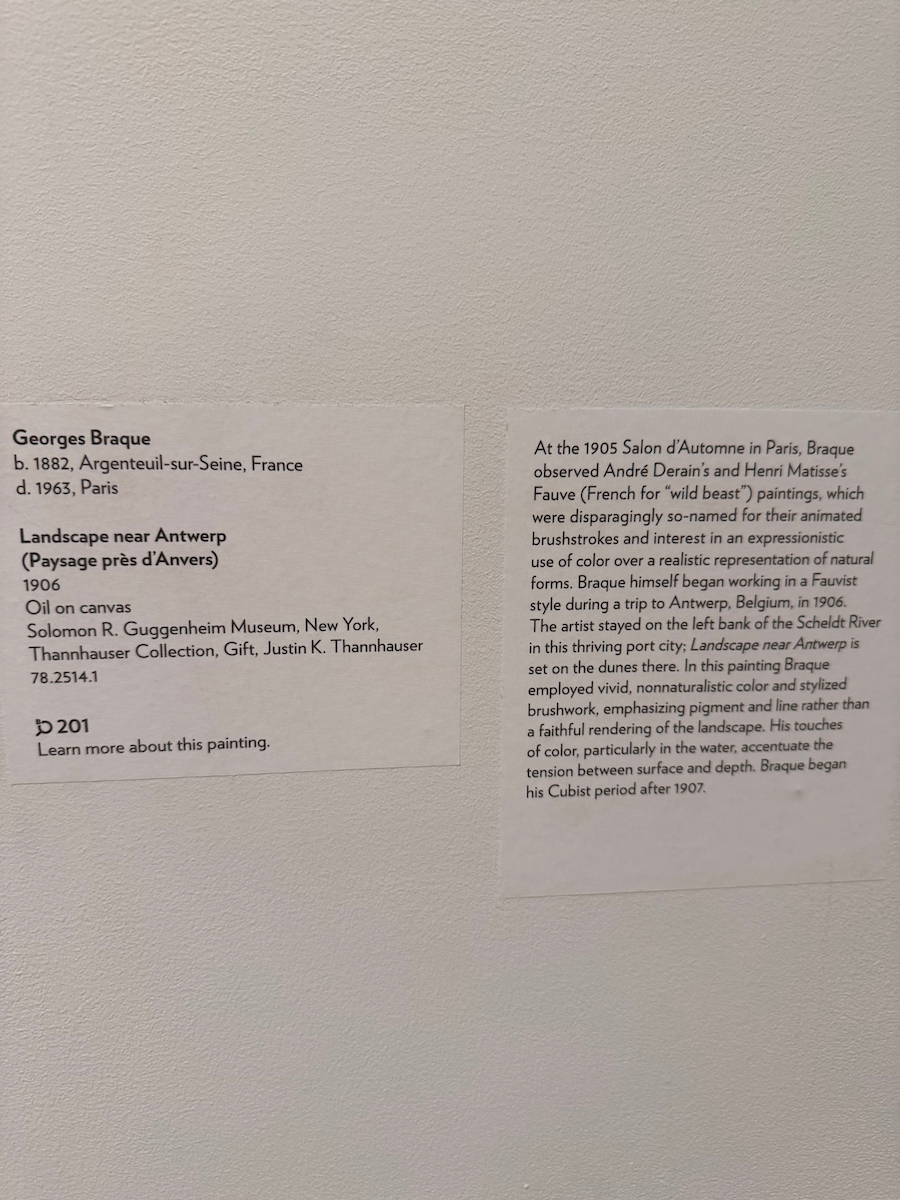 Georges Braque
b. 1882, Argenteuil-sur-Seine, France
d. 1963, Paris
Landscape near Antwerp
(Paysage près d'Anvers)
1906
Oil on canvas
Solomon R. Guggenheim Museum, New York,
Thannhauser Collection, Gift, Justin K. Thannhauser
78.2514.1
201
Learn more about this painting.
At the 1905 Salon d'Automne in Paris, Braque
observed André Derain's and Henri Matisse's
Fauve (French for “wild beast”) paintings, which
were disparagingly so-named for their animated
brushstrokes and interest in an expressionistic
use of color over a realistic representation of natural
forms. Braque himself began working in a Fauvist
style during a trip to Antwerp, Belgium, in 1906.
The artist stayed on the left bank of the Scheldt River
in this thriving port city; Landscape near Antwerp is
set on the dunes there. In this painting Braque
employed vivid, nonnaturalistic color and stylized
brushwork, emphasizing pigment and line rather than
a faithful rendering of the landscape. His touches
of color, particularly in the water, accentuate the
tension between surface and depth. Braque began
his Cubist period after 1907.